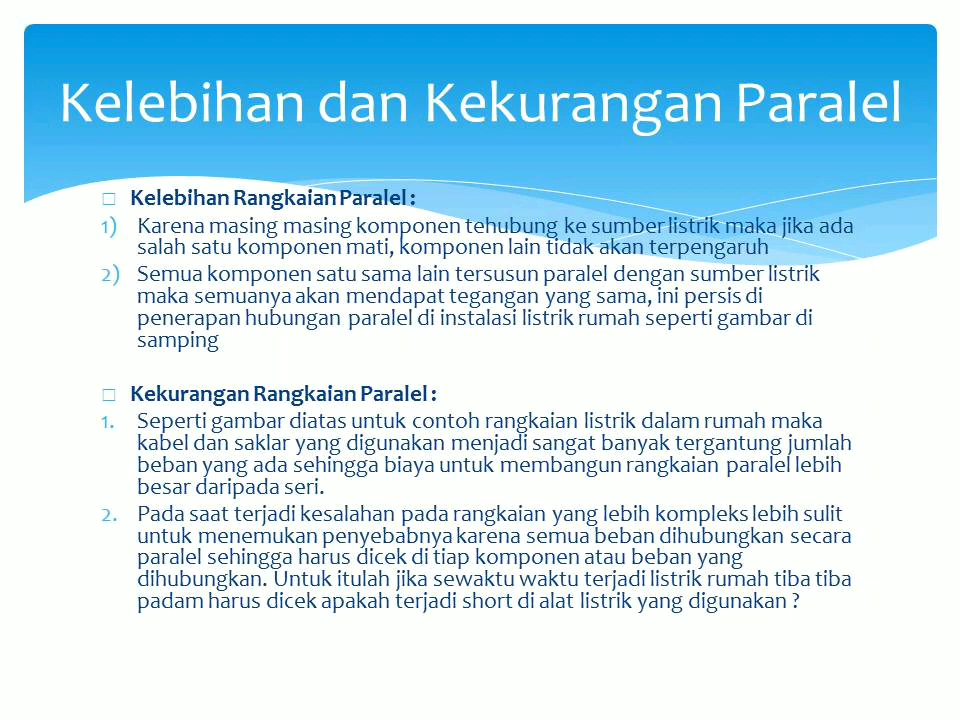 Kelebihan dan Kekurangan Paralel
□ Kelebihan Rangkaian Paralel :
1) Karena masing masing komponen tehubung ke sumber listrik maka jika ada
salah satu komponen mati, komponen lain tidak akan terpengaruh
2) Semua komponen satu sama lain tersusun paralel dengan sumber listrik
maka semuanya akan mendapat tegangan yang sama, ini persis di
penerapan hubungan paralel di instalasi listrik rumah seperti gambar di
samping
□ Kekurangan Rangkaian Paralel :
1. Seperti gambar diatas untuk contoh rangkaian listrik dalam rumah maka
kabel dan saklar yang digunakan menjadi sangat banyak tergantung jumlah
beban yang ada sehingga biaya untuk membangun rangkaian paralel lebih
besar daripada seri.
2. Pada saat terjadi kesalahan pada rangkaian yang lebih kompleks lebih sulit
untuk menemukan penyebabnya karena semua beban dihubungkan secara
paralel sehingga harus dicek di tiap komponen atau beban yang
dihubungkan. Untuk itulah jika sewaktu waktu terjadi listrik rumah tiba tiba
padam harus dicek apakah terjadi short di alat listrik yang digunakan ?